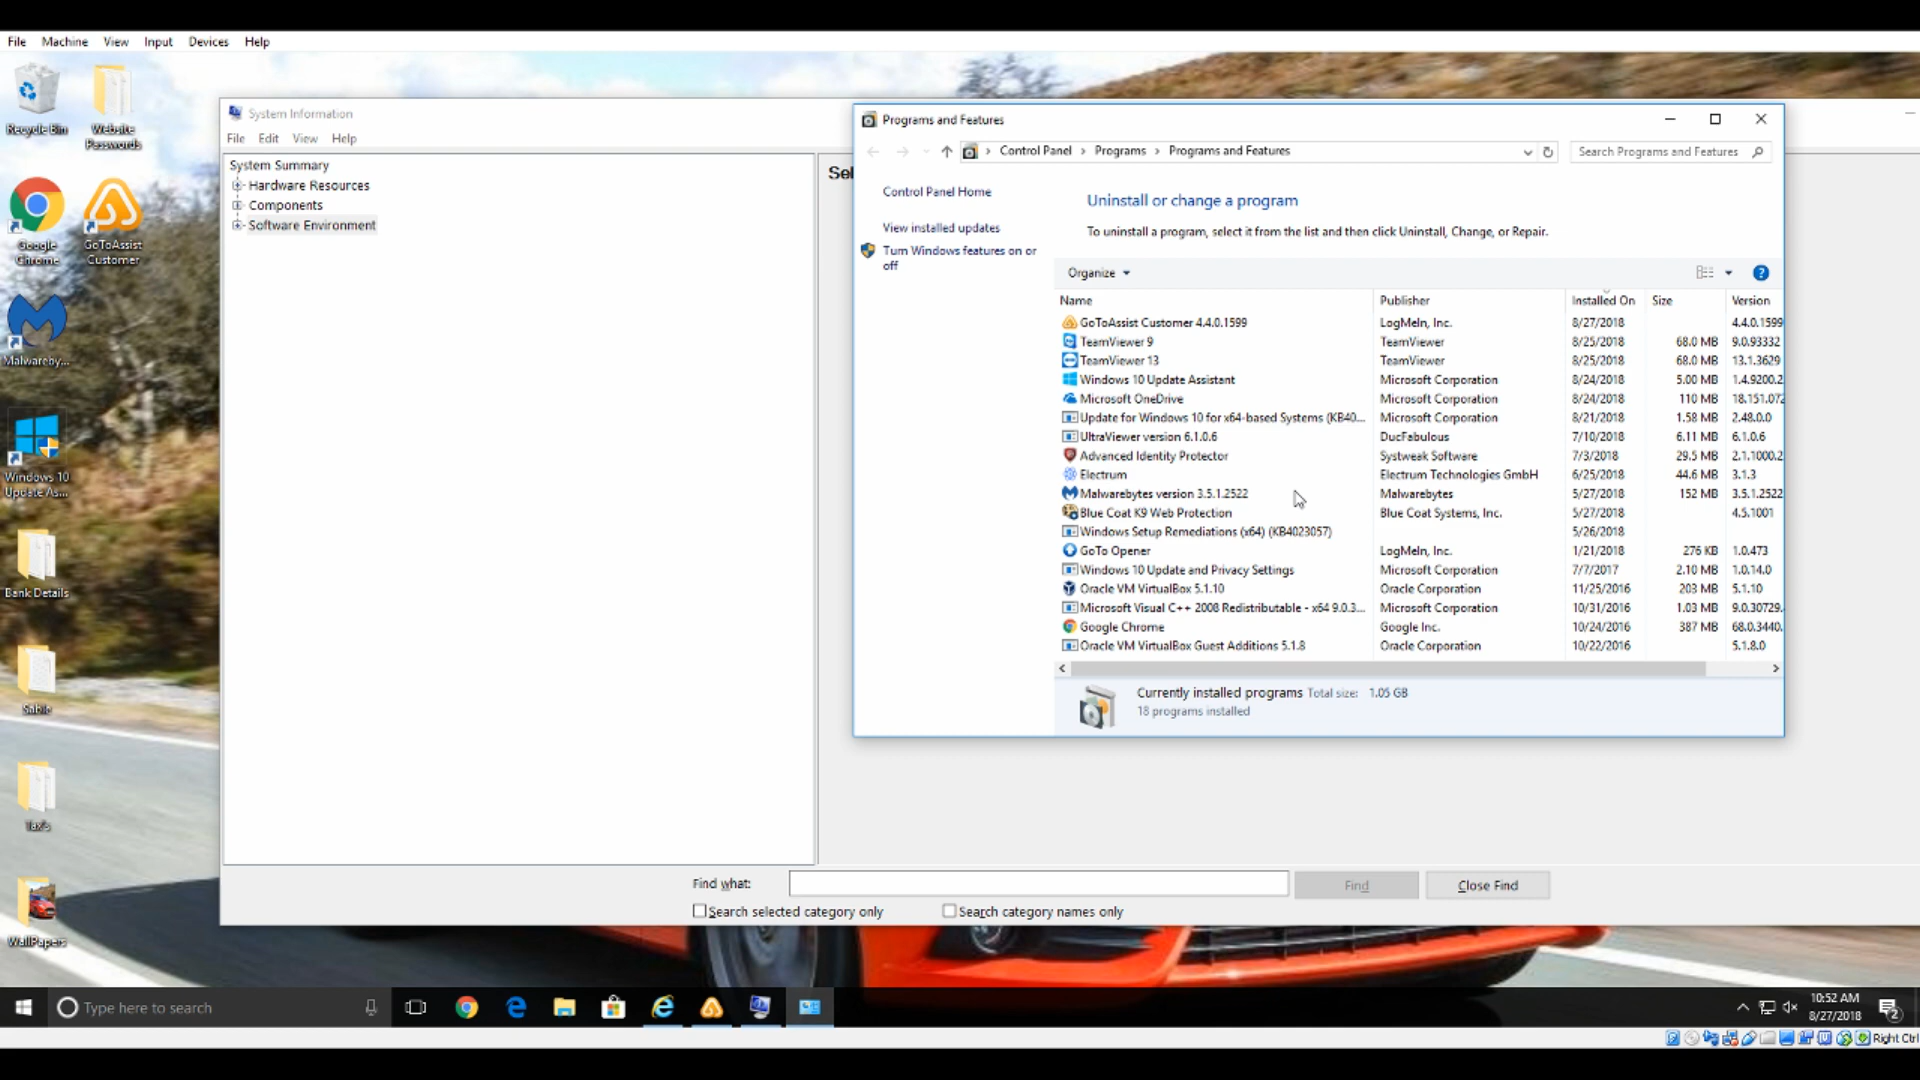 File Machine View Input Devices Help
Recycle Bin
Website Passwords
Google Chrome
GoToAssist Customer
Malwareby...
Windows 10 Update As...
Bank Details
Tax's
WallPapers
System Information
File Edit View Help
System Summary
Hardware Resources
Components
Software Environment
Sel
Programs and Features
Control Panel > Programs > Programs and Features
Search Programs and Features
Control Panel Home
View installed updates
Turn Windows features on or
off
Uninstall or change a program
To uninstall a program, select it from the list and then click Uninstall, Change, or Repair.
Organize
Name Publisher Installed On Size Version
GoToAssist Customer 4.4.0.1599 LogMeIn, Inc. 8/27/2018 4.4.0.1599
TeamViewer 9 TeamViewer 8/25/2018 68.0 MB 9.0.93332
TeamViewer 13 TeamViewer 8/25/2018 68.0 MB 13.1.3629
Windows 10 Update Assistant Microsoft Corporation 8/24/2018 5.00 MB 1.4.9200.2
Microsoft OneDrive Microsoft Corporation 8/24/2018 110 MB 18.151.072
Update for Windows 10 for x64-based Systems (KB40... Microsoft Corporation 8/21/2018 1.58 MB 2.48.0.0
UltraViewer version 6.1.0.6 DucFabulous 7/10/2018 6.11 MB 6.1.0.6
Advanced Identity Protector Systweak Software 7/3/2018 29.5 MB 2.1.1000.2
Electrum Electrum Technologies GmbH 6/25/2018 44.6 MB 3.1.3
Malwarebytes version 3.5.1.2522 Malwarebytes 5/27/2018 152 MB 3.5.1.2522
Blue Coat K9 Web Protection Blue Coat Systems, Inc. 5/27/2018 4.5.1001
Windows Setup Remediations (x64) (KB4023057) 5/26/2018
GoTo Opener LogMeIn, Inc. 1/21/2018 276 KB 1.0.473
Windows 10 Update and Privacy Settings Microsoft Corporation 7/7/2017 2.10 MB 1.0.14.0
Oracle VM VirtualBox 5.1.10 Oracle Corporation 11/25/2016 203 MB 5.1.10
Microsoft Visual C++ 2008 Redistributable - x64 9.0.3... Microsoft Corporation 10/31/2016 1.03 MB 9.0.30729.
Google Chrome Google Inc. 10/24/2016 387 MB 68.0.3440.
Oracle VM VirtualBox Guest Additions 5.1.8 Oracle Corporation 10/22/2016 5.1.8.0
Currently installed programs Total size: 1.05 GB
18 programs installed
Find what:
Find
Close Find
Search selected category only
Search category names only
Type here to search
10:52 AM
8/27/2018
2
Right Ctrl